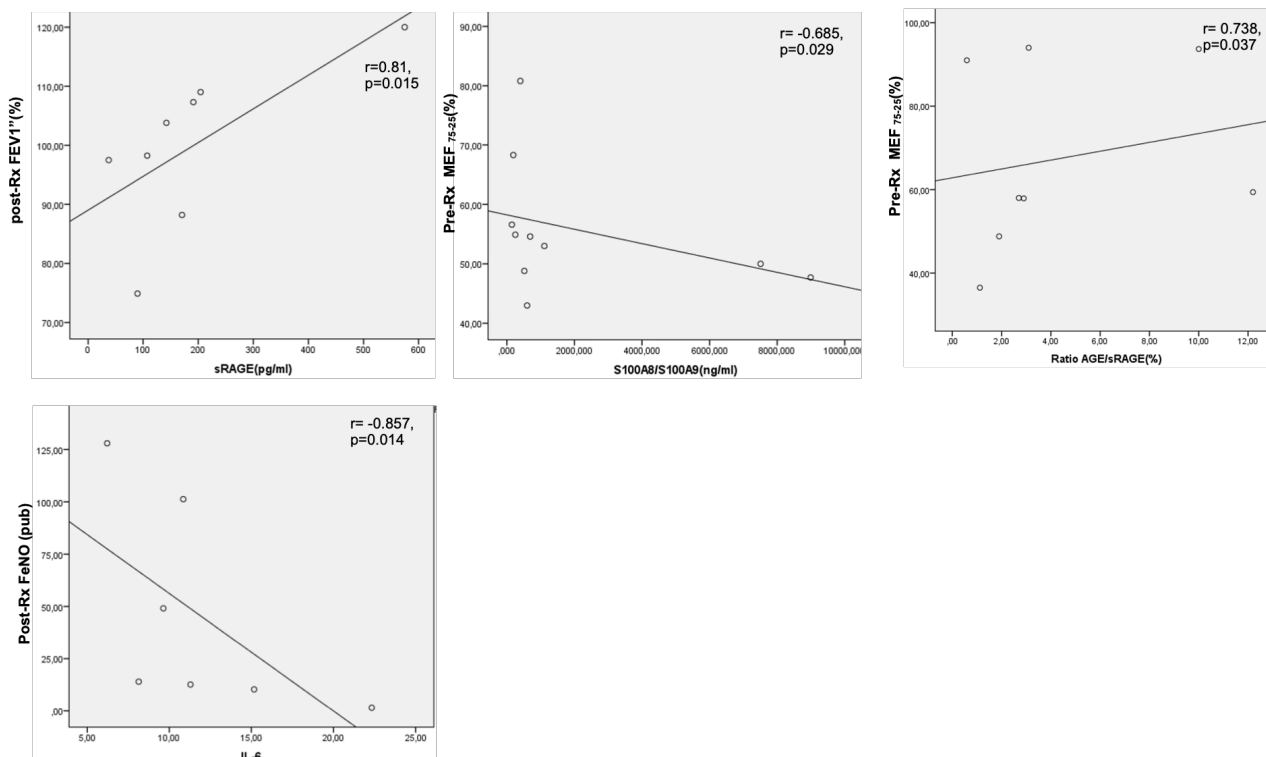 post-Rx FEV1”(%)
120,00
110,00
100,00
90,00
80,00
70,00
r=0.81,
p=0.015
0 100 200 300 400 500 600
sRAGE(pg/ml)
Pre-Rx MEF 75-25(%)
90,00
80,00
70,00
60,00
50,00
40,00
r= -0.685,
p=0.029
,000 2000,000 4000,000 6000,000 8000,000 10000,00
S100A8/S100A9(ng/ml)
Pre-Rx MEF 75-25(%)
100,00
80,00
60,00
40,00
r= 0.738,
p=0.037
,00 2,00 4,00 6,00 8,00 10,00 12,00
Ratio AGE/sRAGE(%)
Post-Rx FeNO (pub)
125,00
100,00
75,00
50,00
25,00
,00
r= -0.857,
p=0.014
5,00 10,00 15,00 20,00 25,00
IL-6